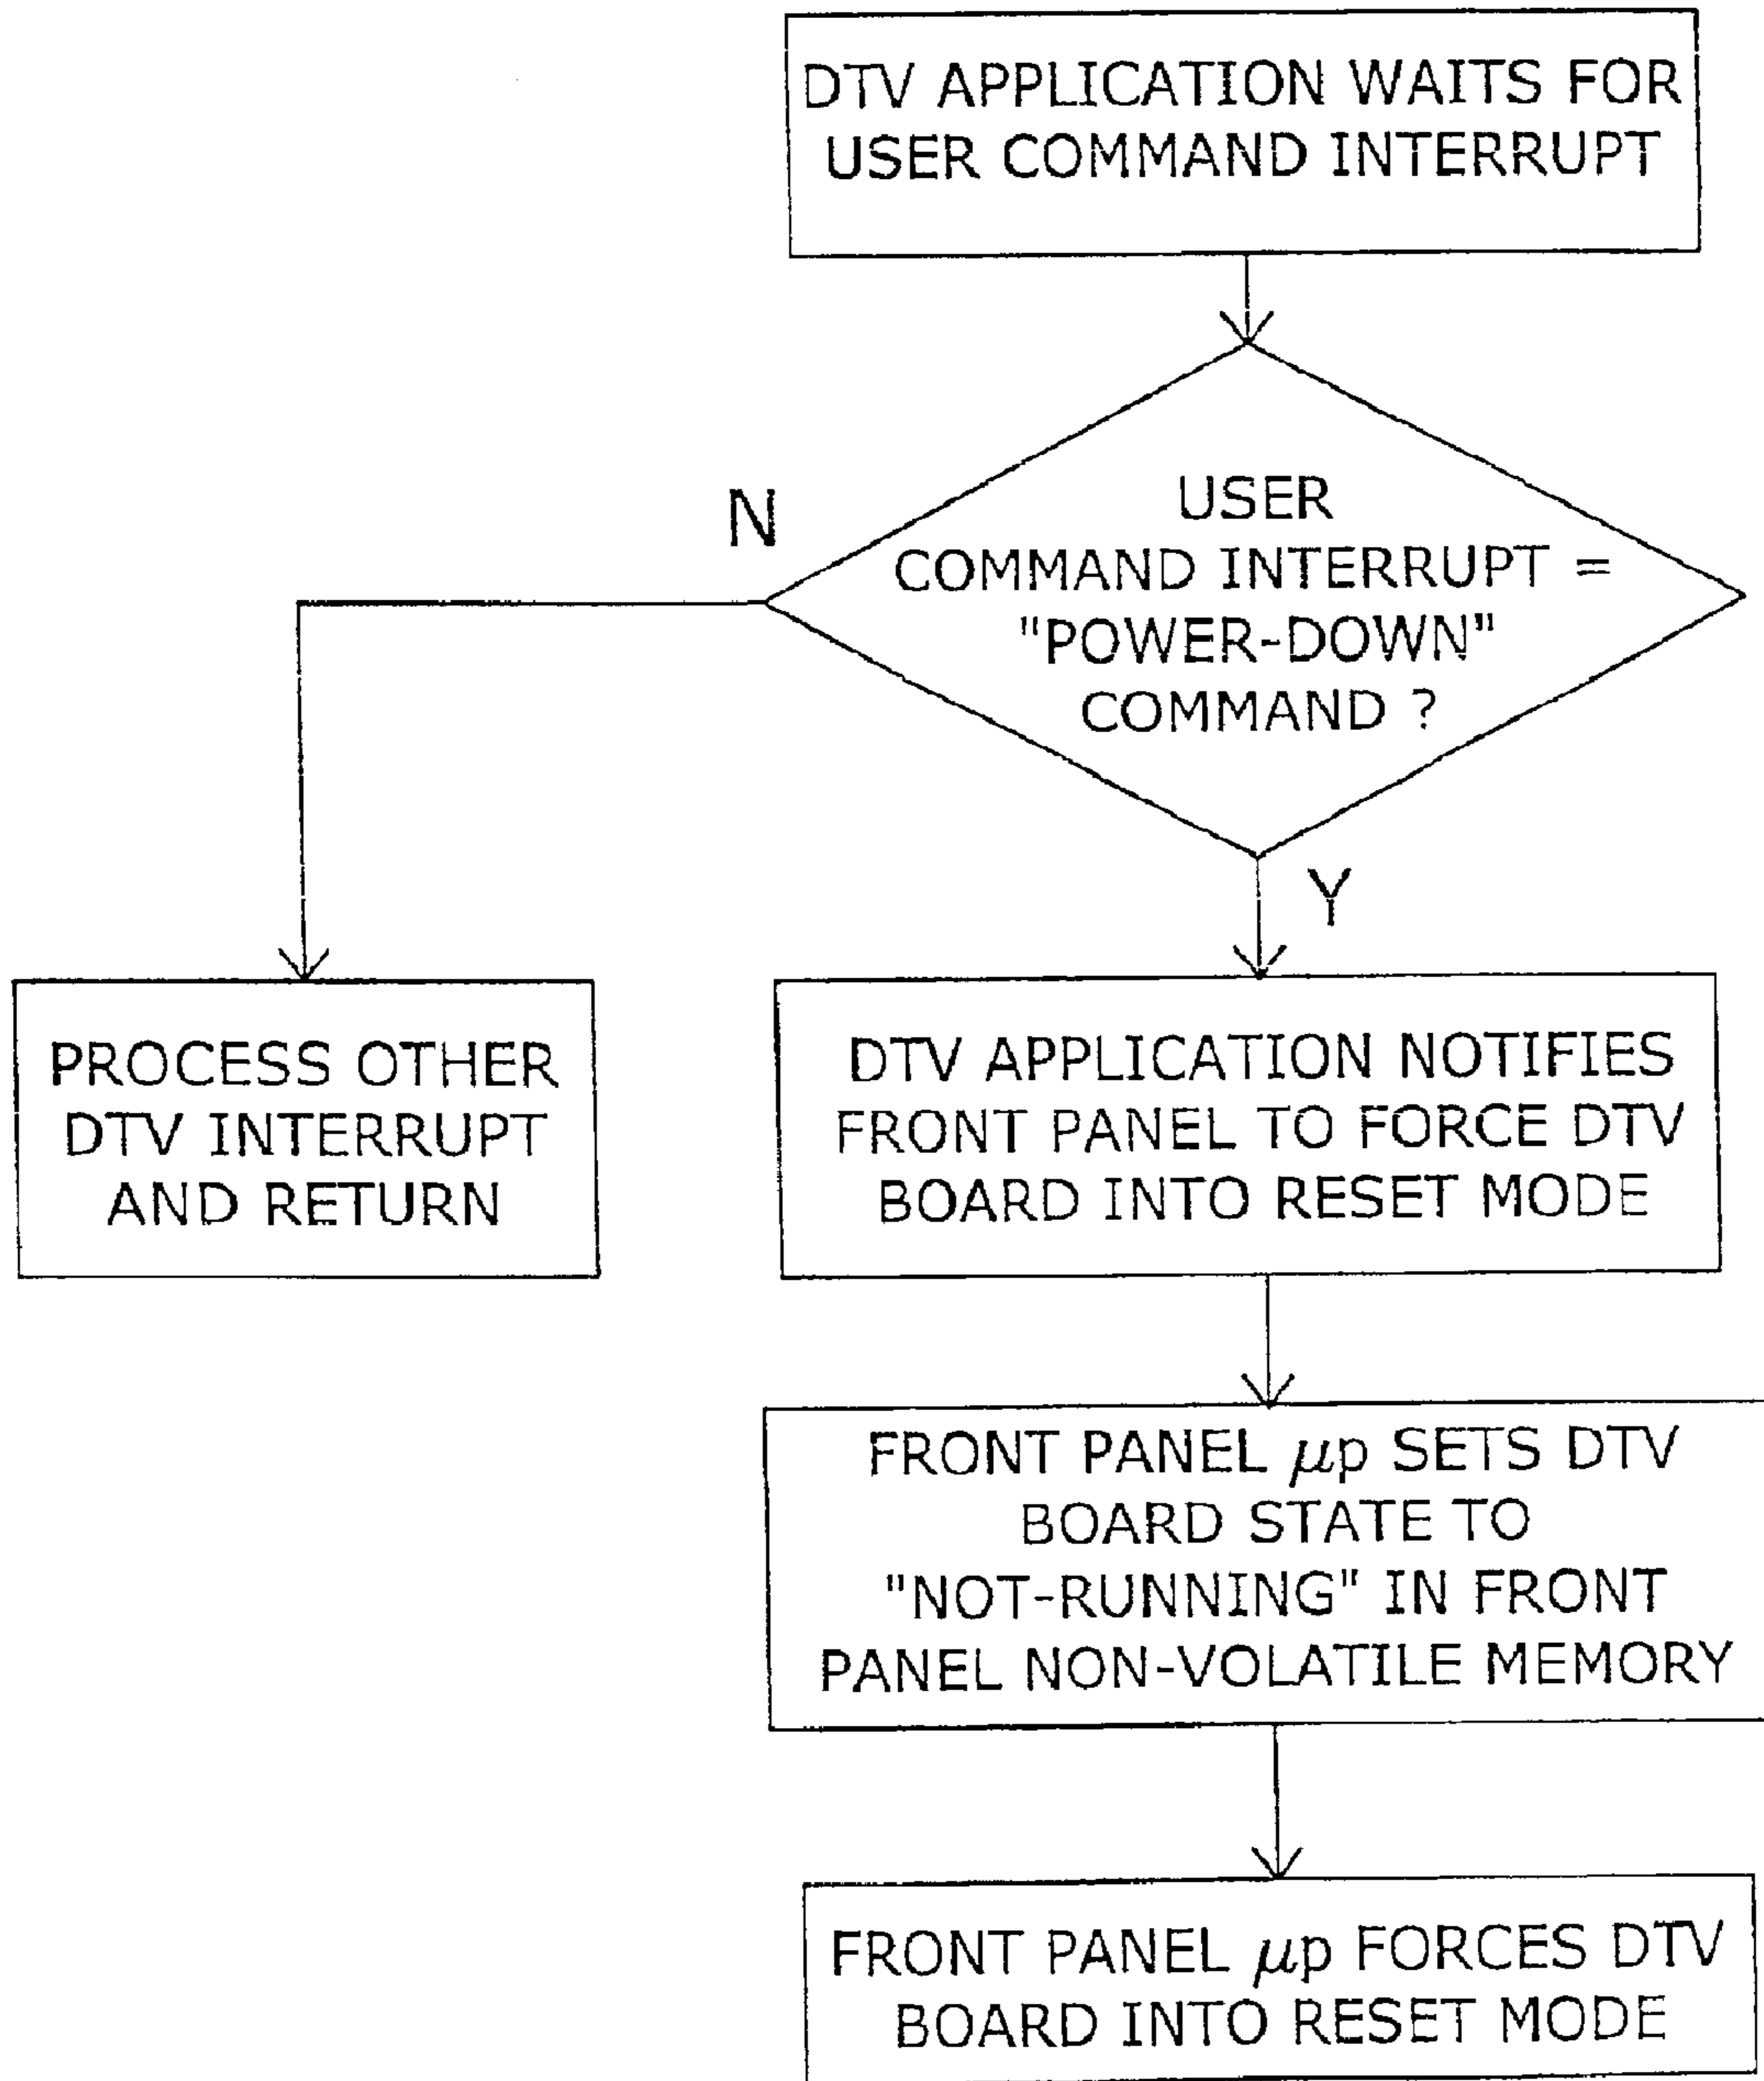 DTV APPLICATION WAITS FOR
USER COMMAND INTERRUPT
N
USER
COMMAND INTERRUPT =
"POWER-DOWN"
COMMAND ?
Y
PROCESS OTHER
DTV INTERRUPT
AND RETURN
DTV APPLICATION NOTIFIES
FRONT PANEL TO FORCE DTV
BOARD INTO RESET MODE
FRONT PANEL μp SETS DTV
BOARD STATE TO
"NOT-RUNNING" IN FRONT
PANEL NON-VOLATILE MEMORY
FRONT PANEL μp FORCES DTV
BOARD INTO RESET MODE